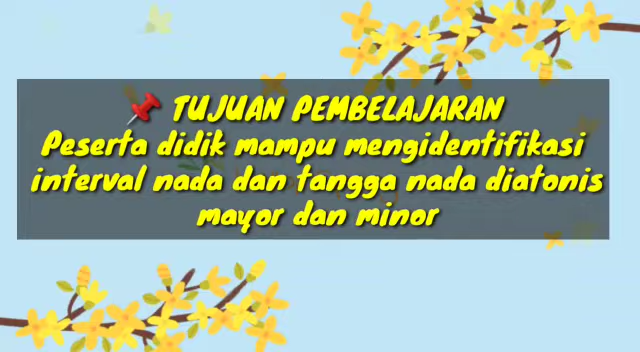 📌 TUJUAN PEMBELAJARAN
Peserta didik mampu mengidentifikasi
interval nada dan tangga nada diatonis
mayor dan minor